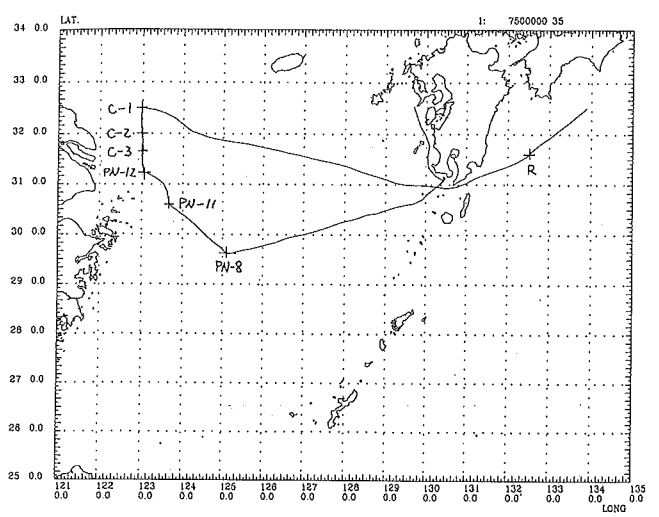 LAT.
1: 7500000 35
34 0.0
33 0.0
32 0.0
31 0.0
30 0.0
29 0.0
28 0.0
27 0.0
26 0.0
25 0.0
C-1
C-2
C-3
PN-12
PN-11
PN-8
R
121 122 123 124 125 126 127 128 129 130 131 132 133 134 135
0.0 0.0 0.0 0.0 0.0 0.0 0.0 0.0 0.0 0.0 0.0 0.0 0.0 0.0 0.0
LONG